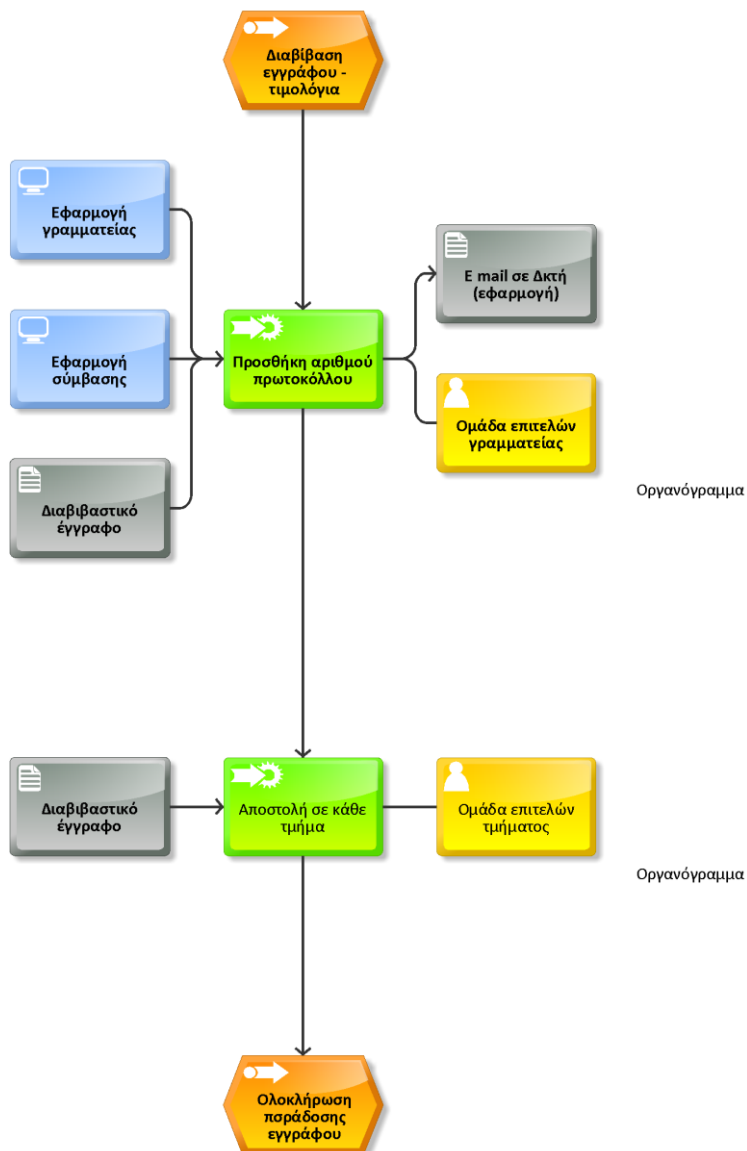 Διαβίβαση
εγγράφου -
τιμολόγια
Εφαρμογή
γραμματείας
E mail σε Δκτή
(εφαρμογή)
Εφαρμογή
σύμβασης
Προσθήκη αριθμού
πρωτοκόλλου
Ομάδα επιτελών
γραμματείας
Οργανόγραμμα
Διαβιβαστικό
έγγραφο
Διαβιβαστικό
έγγραφο
Αποστολή σε κάθε
τμήμα
Ομάδα επιτελών
τμήματος
Οργανόγραμμα
Ολοκλήρωση
πσράδοσης
εγγράφου